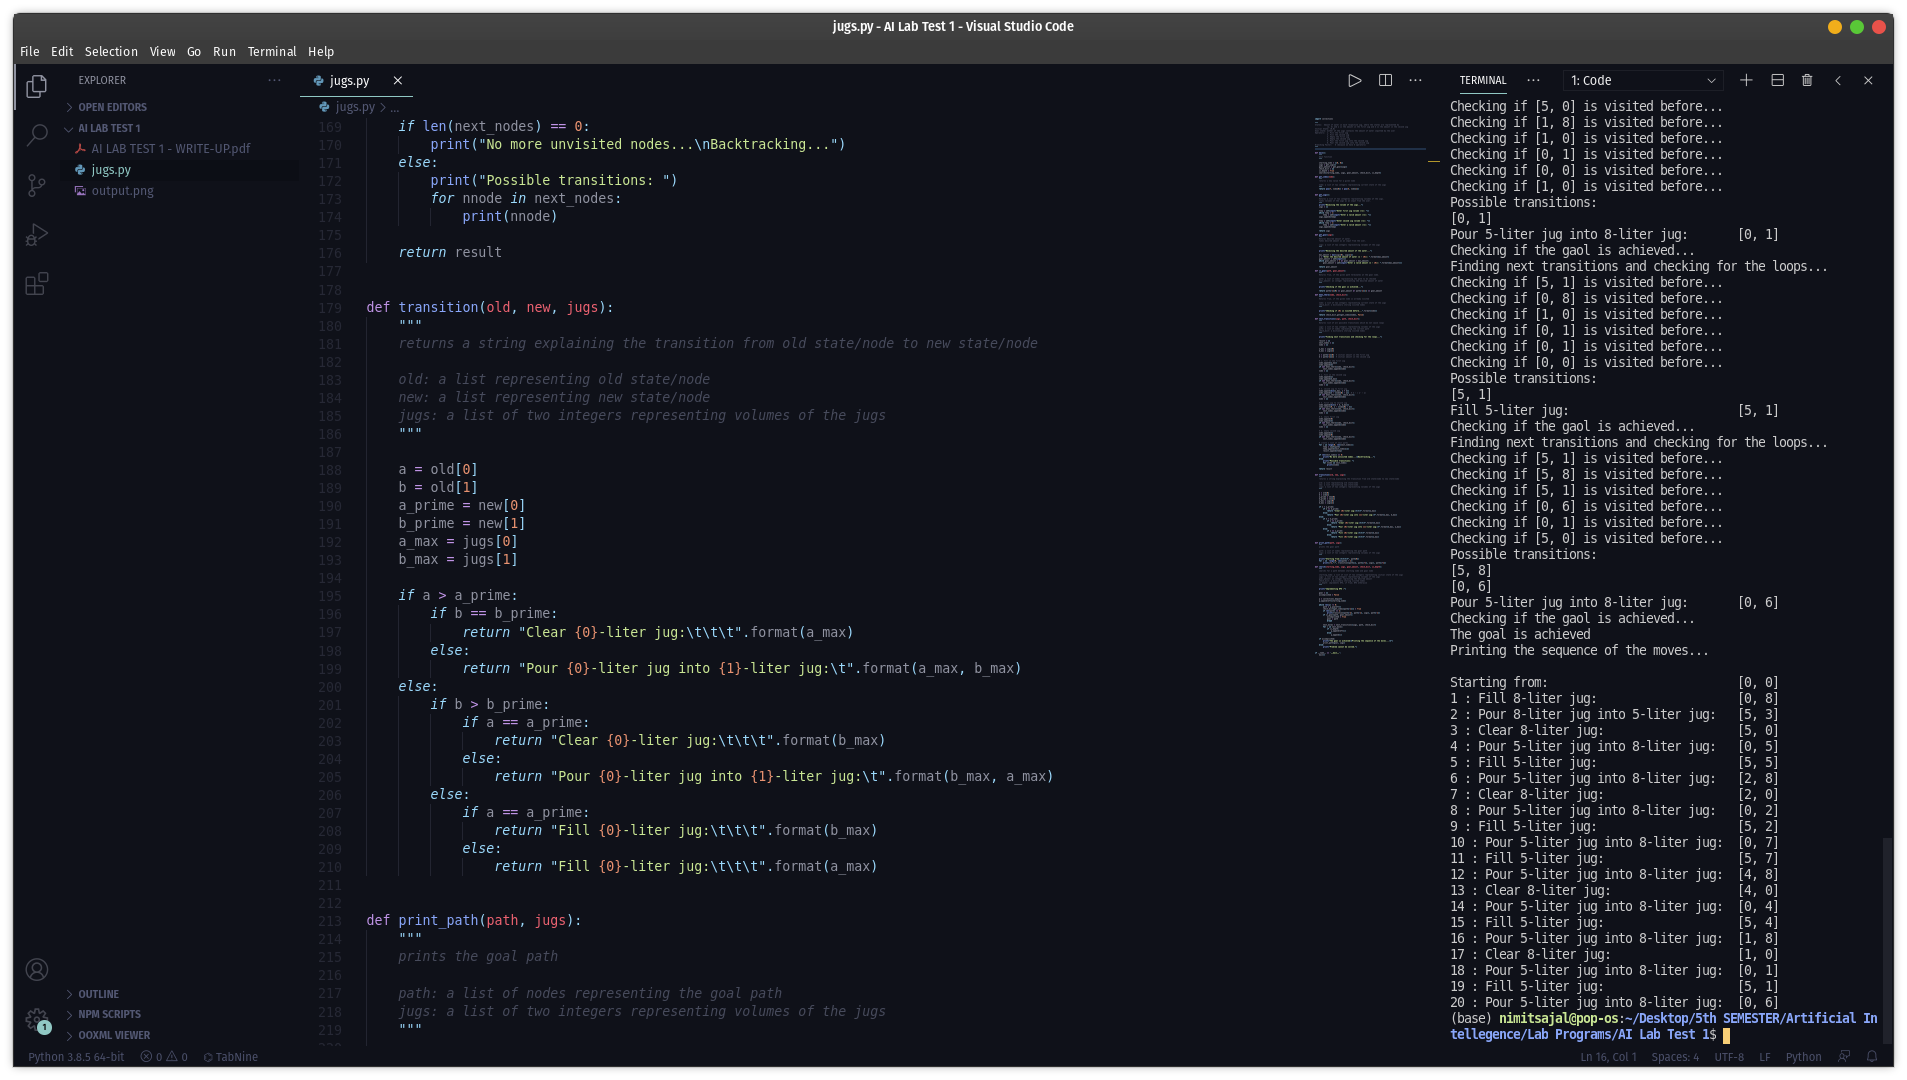 jugs.py - AI Lab Test 1 - Visual Studio Code
File Edit Selection View Go Run Terminal Help
EXPLORER
OPEN EDITORS
AI LAB TEST 1
AI LAB TEST 1 - WRITE-UP.pdf
jugs.py
output.png
OUTLINE
NPM SCRIPTS
OOXML VIEWER
1
jugs.py
jugs.py > ...
169 if len(next_nodes) == 0:
170 print("No more unvisited nodes...\nBacktracking...")
171 else:
172 print("Possible transitions: ")
173 for nnode in next_nodes:
174 print(nnode)
175
176 return result
177
178
179 def transition(old, new, jugs):
180 """
181 returns a string explaining the transition from old state/node to new state/node
182
183 old: a list representing old state/node
184 new: a list representing new state/node
185 jugs: a list of two integers representing volumes of the jugs
186 """
187
188 a = old[0]
189 b = old[1]
190 a_prime = new[0]
191 b_prime = new[1]
192 a_max = jugs[0]
193 b_max = jugs[1]
194
195 if a > a_prime:
196 if b == b_prime:
197 return "Clear {0}-liter jug:\t\t\t".format(a_max)
198 else:
199 return "Pour {0}-liter jug into {1}-liter jug:\t".format(a_max, b_max)
200 else:
201 if b > b_prime:
202 if a == a_prime:
203 return "Clear {0}-liter jug:\t\t\t".format(b_max)
204 else:
205 return "Pour {0}-liter jug into {1}-liter jug:\t".format(b_max, a_max)
206 else:
207 if a == a_prime:
208 return "Fill {0}-liter jug:\t\t\t".format(b_max)
209 else:
210 return "Fill {0}-liter jug:\t\t\t".format(a_max)
211
212
213 def print_path(path, jugs):
214 """
215 prints the goal path
216
217 path: a list of nodes representing the goal path
218 jugs: a list of two integers representing volumes of the jugs
219 """
TERMINAL
1: Code
Checking if [5, 0] is visited before...
Checking if [1, 8] is visited before...
Checking if [1, 0] is visited before...
Checking if [0, 1] is visited before...
Checking if [0, 0] is visited before...
Checking if [1, 0] is visited before...
Possible transitions:
[0, 1]
Pour 5-liter jug into 8-liter jug: [0, 1]
Checking if the gaol is achieved...
Finding next transitions and checking for the loops...
Checking if [5, 1] is visited before...
Checking if [0, 8] is visited before...
Checking if [1, 0] is visited before...
Checking if [0, 1] is visited before...
Checking if [0, 1] is visited before...
Checking if [0, 0] is visited before...
Possible transitions:
[5, 1]
Fill 5-liter jug: [5, 1]
Checking if the gaol is achieved...
Finding next transitions and checking for the loops...
Checking if [5, 1] is visited before...
Checking if [5, 8] is visited before...
Checking if [5, 1] is visited before...
Checking if [0, 6] is visited before...
Checking if [0, 1] is visited before...
Checking if [5, 0] is visited before...
Possible transitions:
[5, 8]
[0, 6]
Pour 5-liter jug into 8-liter jug: [0, 6]
Checking if the gaol is achieved...
The goal is achieved
Printing the sequence of the moves...
Starting from: [0, 0]
1 : Fill 8-liter jug: [0, 8]
2 : Pour 8-liter jug into 5-liter jug: [5, 3]
3 : Clear 8-liter jug: [5, 0]
4 : Pour 5-liter jug into 8-liter jug: [0, 5]
5 : Fill 5-liter jug: [5, 5]
6 : Pour 5-liter jug into 8-liter jug: [2, 8]
7 : Clear 8-liter jug: [2, 0]
8 : Pour 5-liter jug into 8-liter jug: [0, 2]
9 : Fill 5-liter jug: [5, 2]
10 : Pour 5-liter jug into 8-liter jug: [0, 7]
11 : Fill 5-liter jug: [5, 7]
12 : Pour 5-liter jug into 8-liter jug: [4, 8]
13 : Clear 8-liter jug: [4, 0]
14 : Pour 5-liter jug into 8-liter jug: [0, 4]
15 : Fill 5-liter jug: [5, 4]
16 : Pour 5-liter jug into 8-liter jug: [1, 8]
17 : Clear 8-liter jug: [1, 0]
18 : Pour 5-liter jug into 8-liter jug: [0, 1]
19 : Fill 5-liter jug: [5, 1]
20 : Pour 5-liter jug into 8-liter jug: [0, 6]
(base) nimitsajal@pop-os:~/Desktop/5th SEMESTER/Artificial In
tellegence/Lab Programs/AI Lab Test 1$
Python 3.8.5 64-bit 0 0 TabNine
Ln 16, Col 1 Spaces: 4 UTF-8 LF Python